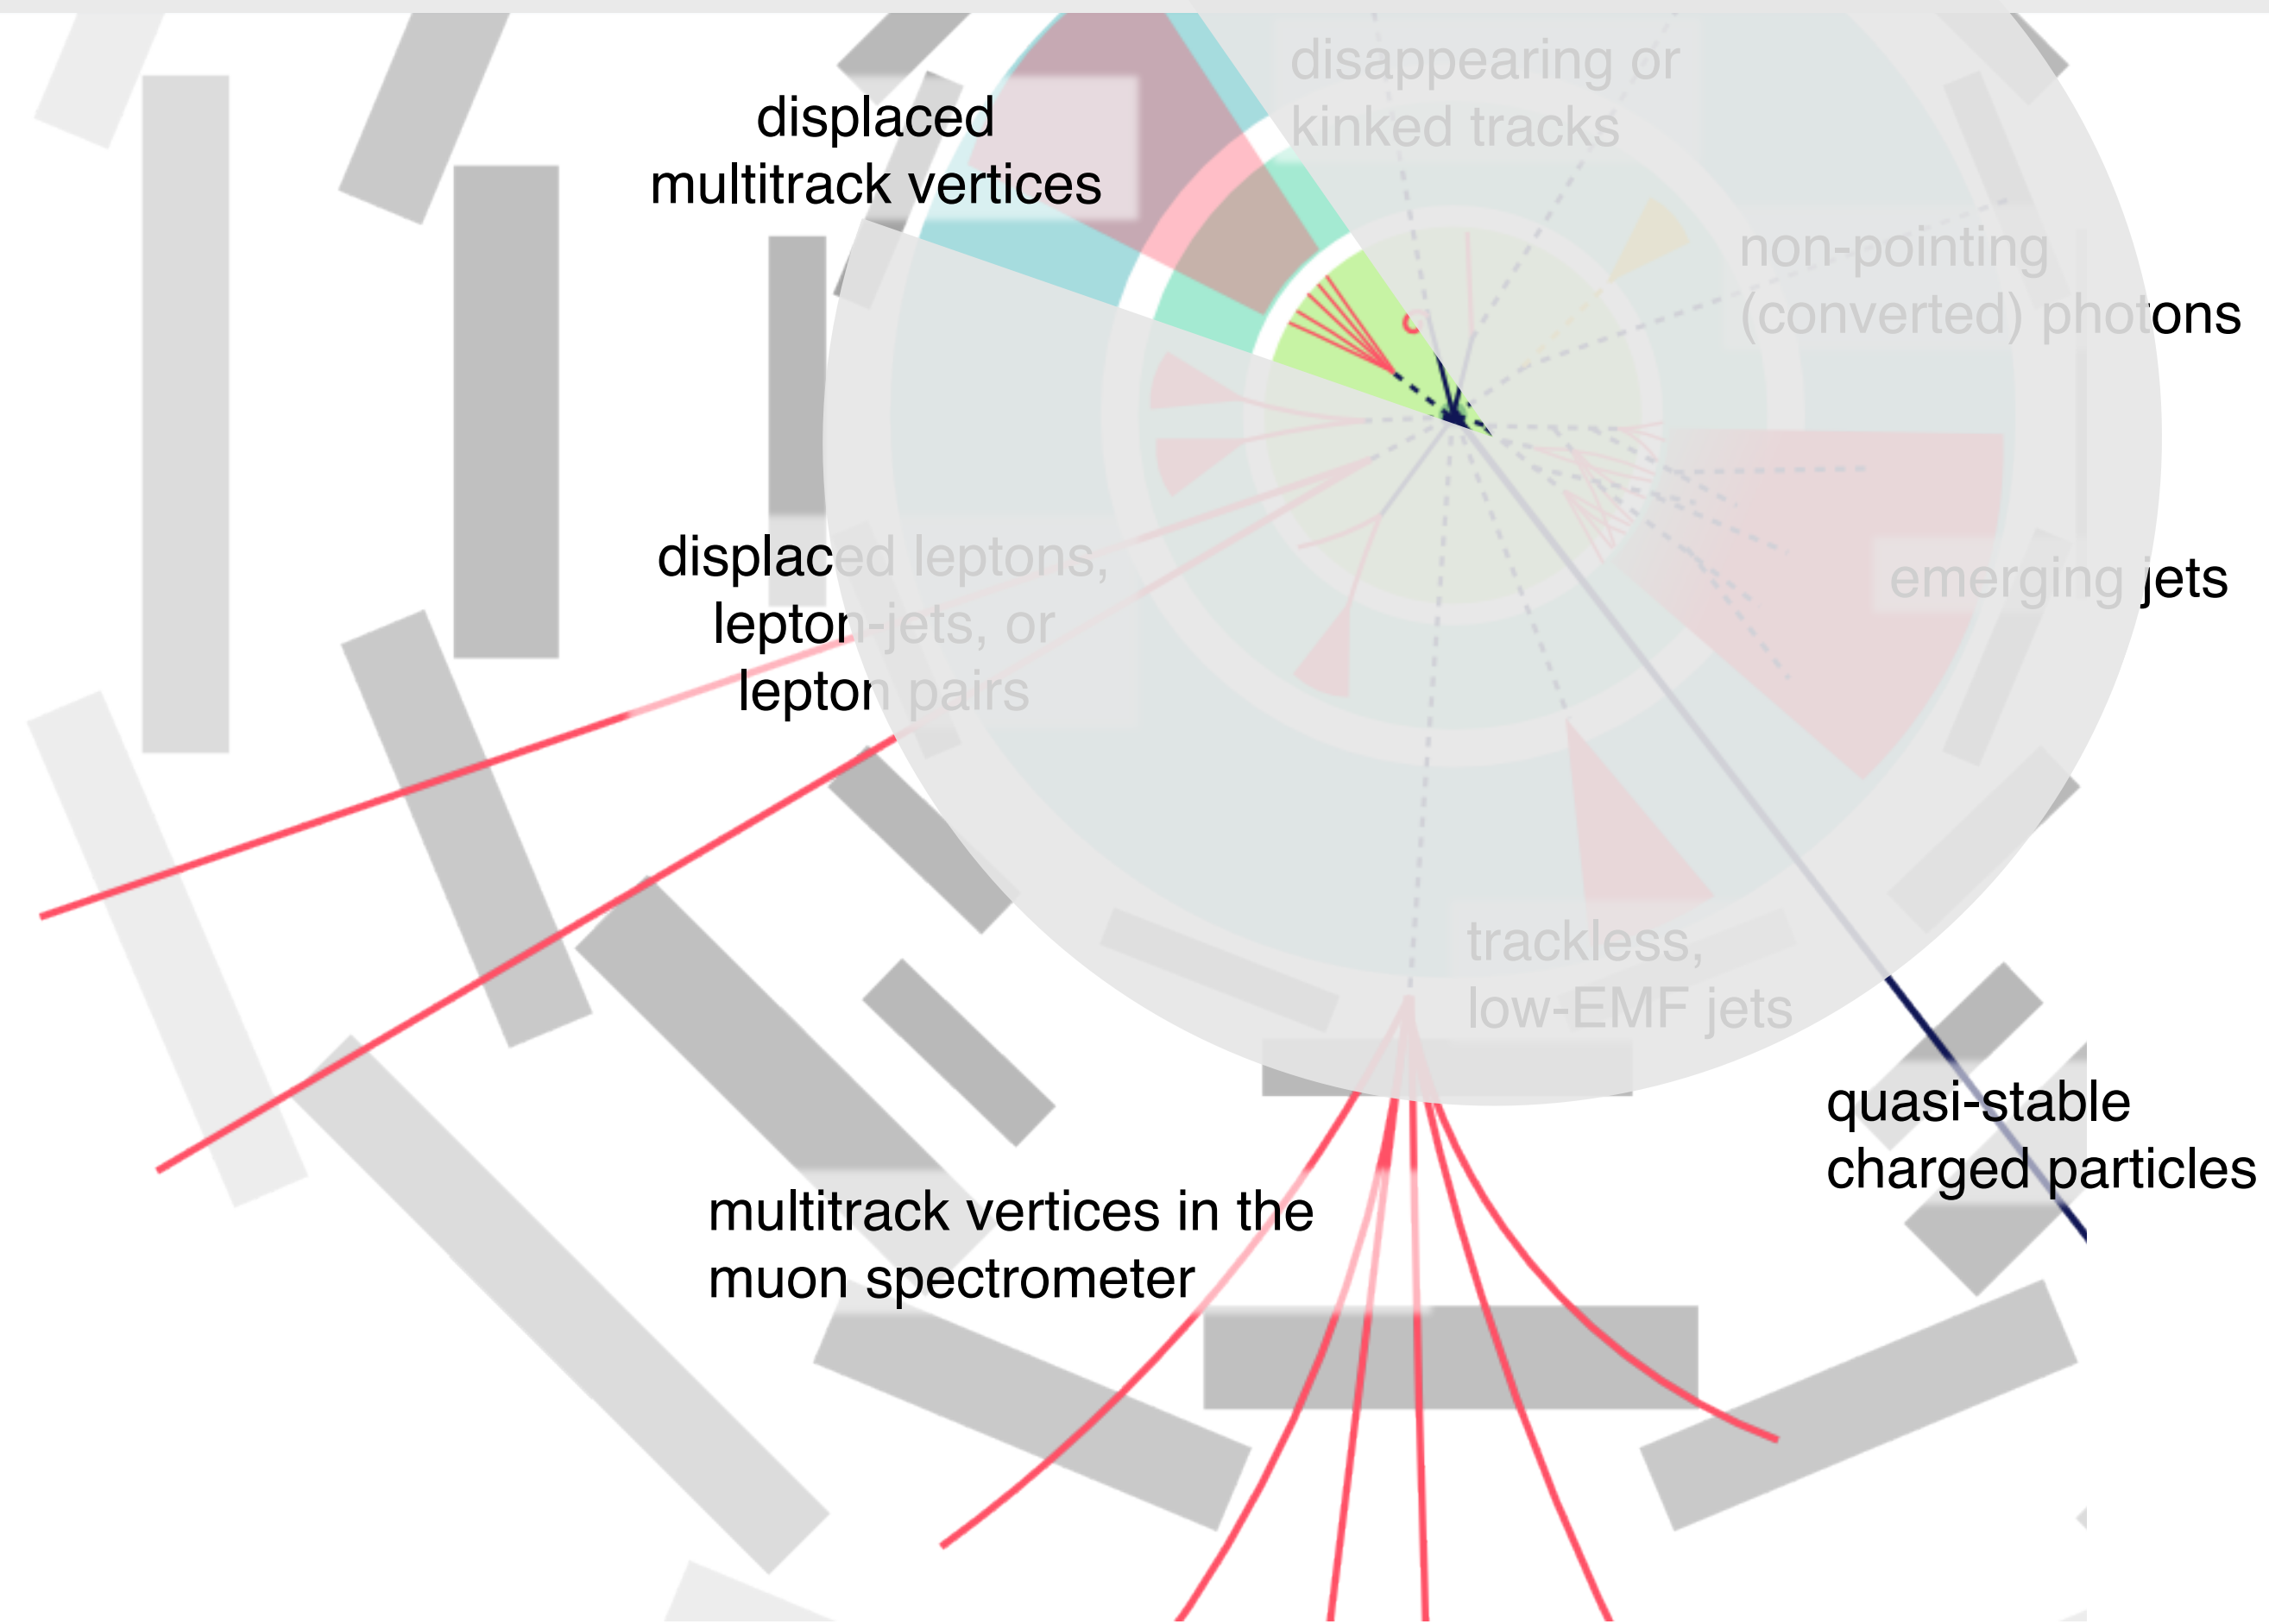 disappearing or
kinked tracks
displaced
multitrack vertices
non-pointing
(converted) photons
displaced leptons,
lepton-jets, or
lepton pairs
emerging jets
trackless,
low-EMF jets
quasi-stable
charged particles
multitrack vertices in the
muon spectrometer